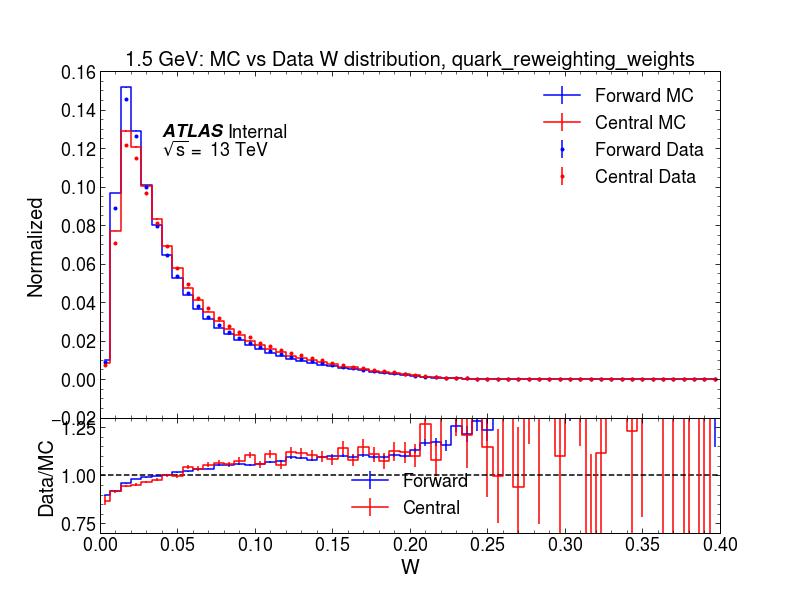 1.5 GeV: MC vs Data W distribution, quark_reweighting_weights
0.16
0.14
0.12
0.10
0.08
0.06
0.04
0.02
0.00
−0.02
Normalized
ATLAS Internal
√s = 13 TeV
Forward MC
Central MC
Forward Data
Central Data
1.25
1.00
0.75
Data/MC
Forward
Central
0.00 0.05 0.10 0.15 0.20 0.25 0.30 0.35 0.40
W